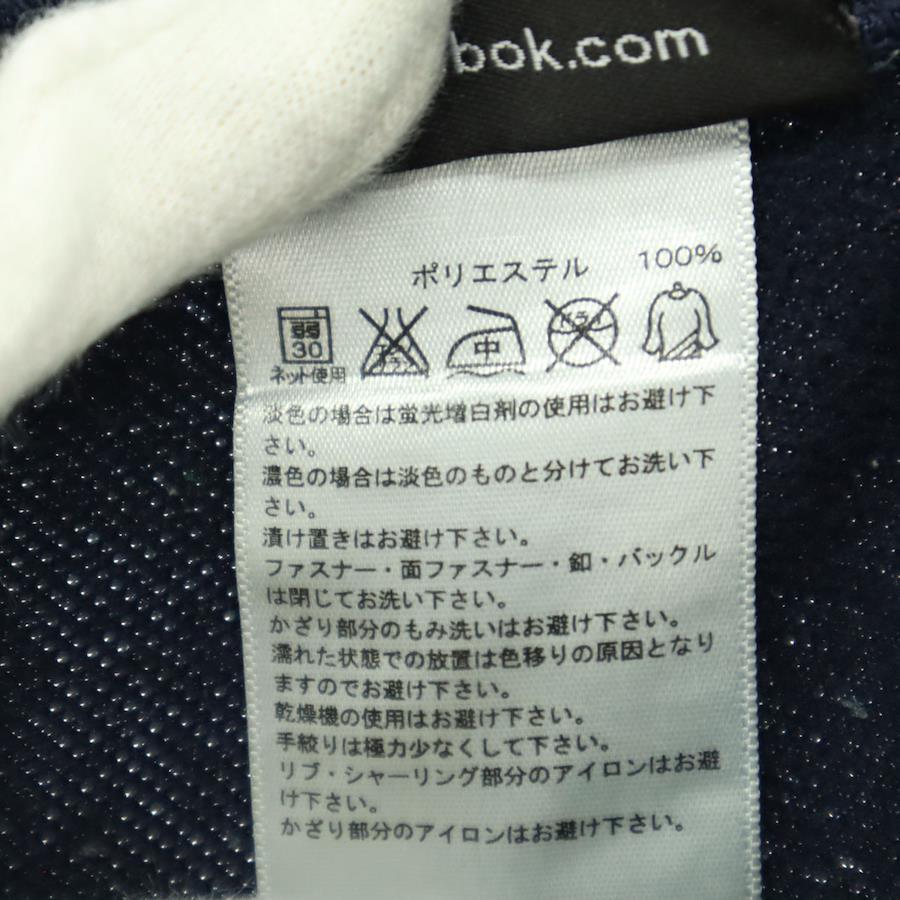 bok.com
ポリエステル 100%
弱
30
中
ドライ
ネット使用
淡色の場合は蛍光増白剤の使用はお避け下
さい。
濃色の場合は淡色のものと分けてお洗い下
さい。
漬け置きはお避け下さい。
ファスナー・面ファスナー・釦・バックル
は閉じてお洗い下さい。
かざり部分のもみ洗いはお避け下さい。
濡れた状態での放置は色移りの原因となり
ますのでお避け下さい。
乾燥機の使用はお避け下さい。
手絞りは極力少なくして下さい。
リブ・シャーリング部分のアイロンはお避
け下さい。
かざり部分のアイロンはお避け下さい。